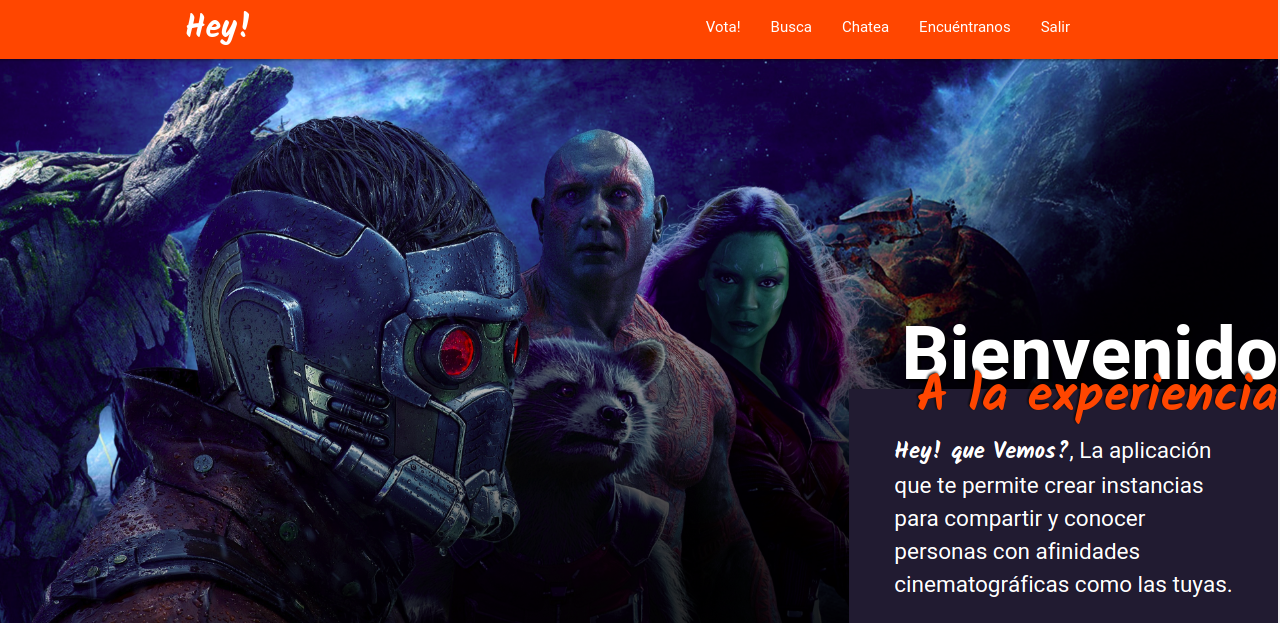 Hey!
Vota! Busca Chatea Encuéntranos Salir
Bienvenido
A la experiencia
Hey! que Vemos?, La aplicación
que te permite crear instancias
para compartir y conocer
personas con afinidades
cinematográficas como las tuyas.